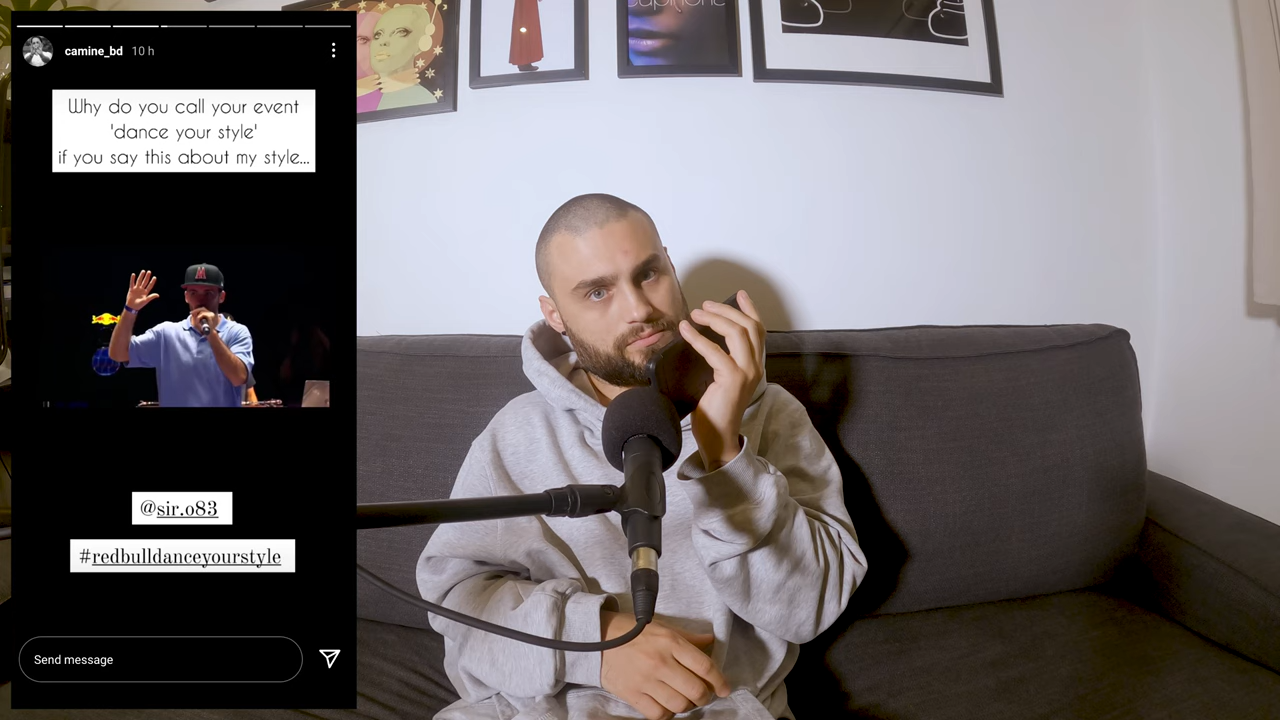 camine_bd 10 h
Why do you call your event
'dance your style'
if you say this about my style...
@sir.o83
#redbulldanceyourstyle
Send message